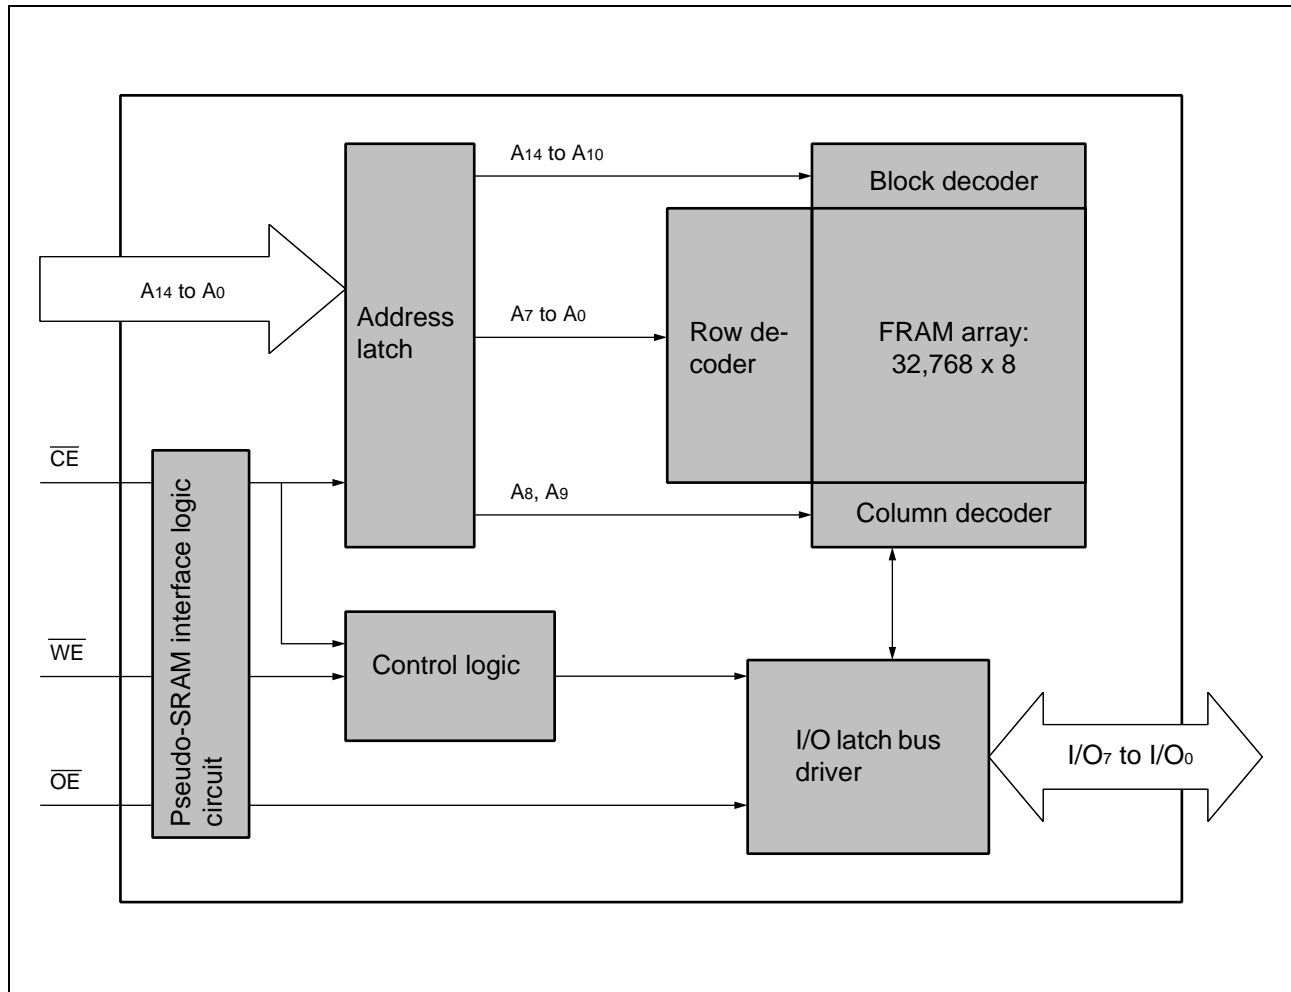 A14 to A10
Block decoder
A14 to A0
Address
latch
A7 to A0
Row de-
coder
FRAM array:
32,768 x 8
CE
A8, A9
Column decoder
Pseudo-SRAM interface logic
circuit
WE
Control logic
I/O latch bus
driver
I/O7 to I/O0
OE